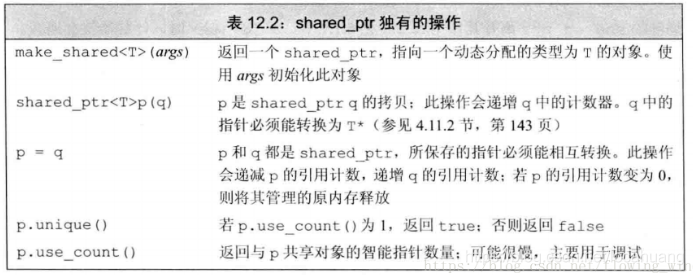 表 12.2：shared_ptr 独有的操作
make_shared<T>(args) 返回一个 shared_ptr，指向一个动态分配的类型为 T 的对象。使
用 args 初始化此对象
shared_ptr<T>p(q) p 是 shared_ptr q 的拷贝；此操作会递增 q 中的计数器。q 中的
指针必须能转换为 T*（参见 4.11.2 节，第 143 页）
p = q p 和 q 都是 shared_ptr，所保存的指针必须能相互转换。此操作
会递减 p 的引用计数，递增 q 的引用计数；若 p 的引用计数变为 0，
则将其管理的原内存释放
p.unique() 若 p.use_count() 为 1，返回 true；否则返回 false
p.use_count() 返回与 p 共享对象的智能指针数量；可能很慢，主要用于调试